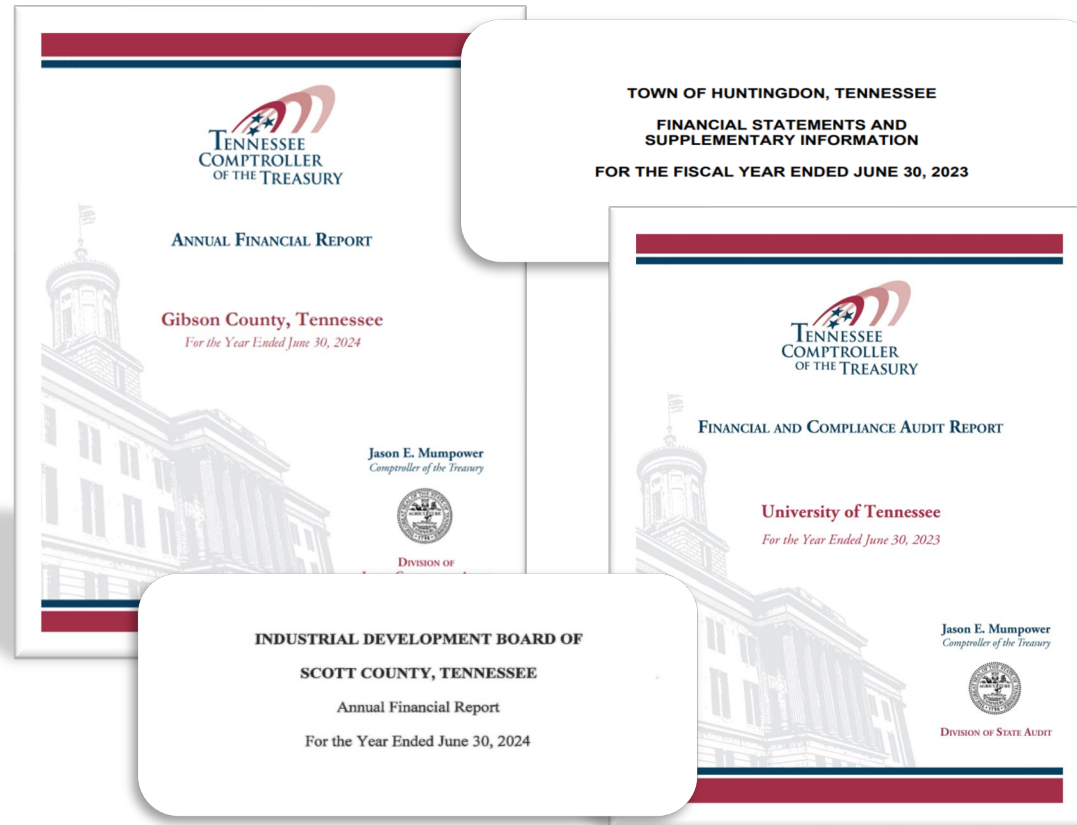 TENNESSEE
COMPTROLLER
OF THE TREASURY
ANNUAL FINANCIAL REPORT
Gibson County, Tennessee
For the Year Ended June 30, 2024
Jason E. Mumpower
Comptroller of the Treasury
DIVISION OF
TOWN OF HUNTINGDON, TENNESSEE
FINANCIAL STATEMENTS AND
SUPPLEMENTARY INFORMATION
FOR THE FISCAL YEAR ENDED JUNE 30, 2023
TENNESSEE
COMPTROLLER
OF THE TREASURY
FINANCIAL AND COMPLIANCE AUDIT REPORT
University of Tennessee
For the Year Ended June 30, 2023
Jason E. Mumpower
Comptroller of the Treasury
AGRICULTURE
DIVISION OF STATE AUDIT
INDUSTRIAL DEVELOPMENT BOARD OF
SCOTT COUNTY, TENNESSEE
Annual Financial Report
For the Year Ended June 30, 2024